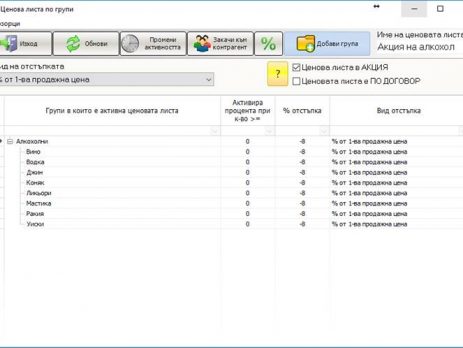 Ценова листа по групи
Изход
Обнови
Промени активността
Закачи към контрагент
%
Добави група
Име на ценовата листа
Акция на алкохол
% от 1-ва продажна цена
?
Ценова листа в АКЦИЯ
Ценовата листа е ПО ДОГОВОР
Групи в които е активна ценовата листа
Активира процента при к-во >=
% отстъпка
Вид отстъпка
Алкохолни 0 -8 % от 1-ва продажна цена
Вино 0 -8 % от 1-ва продажна цена
Водка 0 -8 % от 1-ва продажна цена
Джин 0 -8 % от 1-ва продажна цена
Коняк 0 -8 % от 1-ва продажна цена
Ликьори 0 -8 % от 1-ва продажна цена
Мастика 0 -8 % от 1-ва продажна цена
Ракия 0 -8 % от 1-ва продажна цена
Уиски 0 -8 % от 1-ва продажна цена